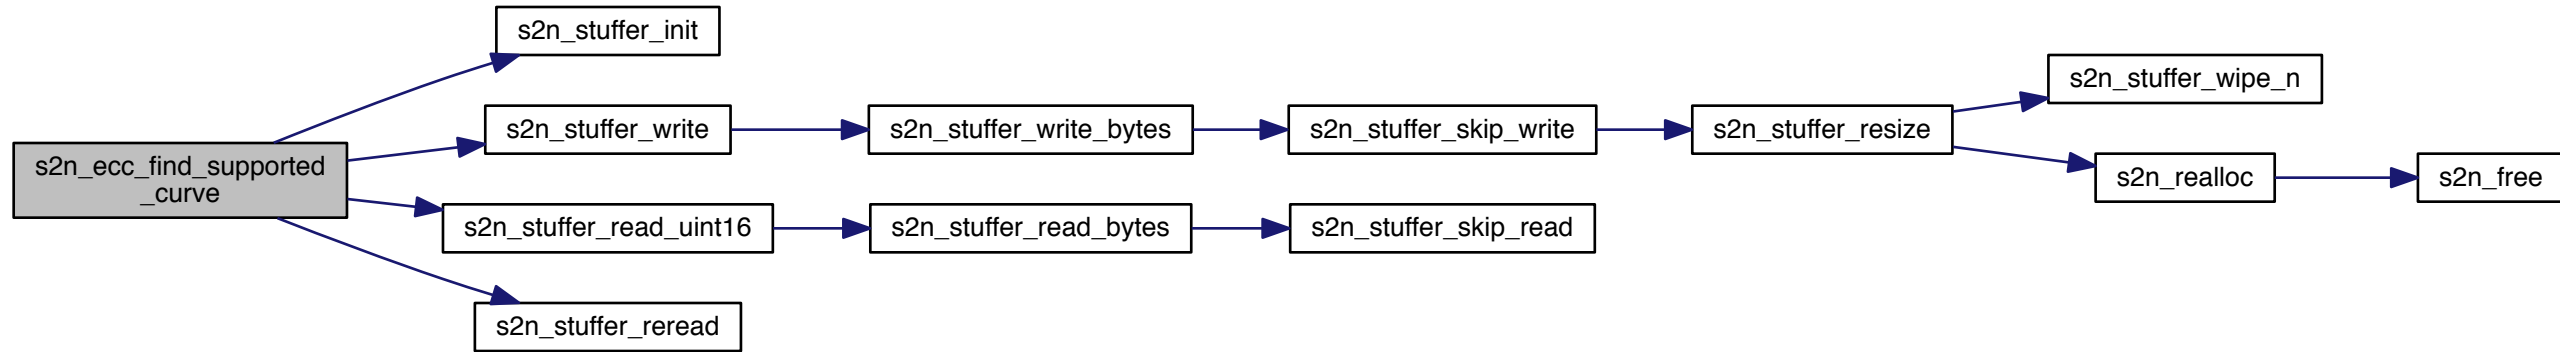 s2n_ecc_find_supported
_curve
s2n_stuffer_init
s2n_stuffer_write
s2n_stuffer_read_uint16
s2n_stuffer_reread
s2n_stuffer_write_bytes
s2n_stuffer_read_bytes
s2n_stuffer_skip_write
s2n_stuffer_skip_read
s2n_stuffer_resize
s2n_stuffer_wipe_n
s2n_realloc
s2n_free